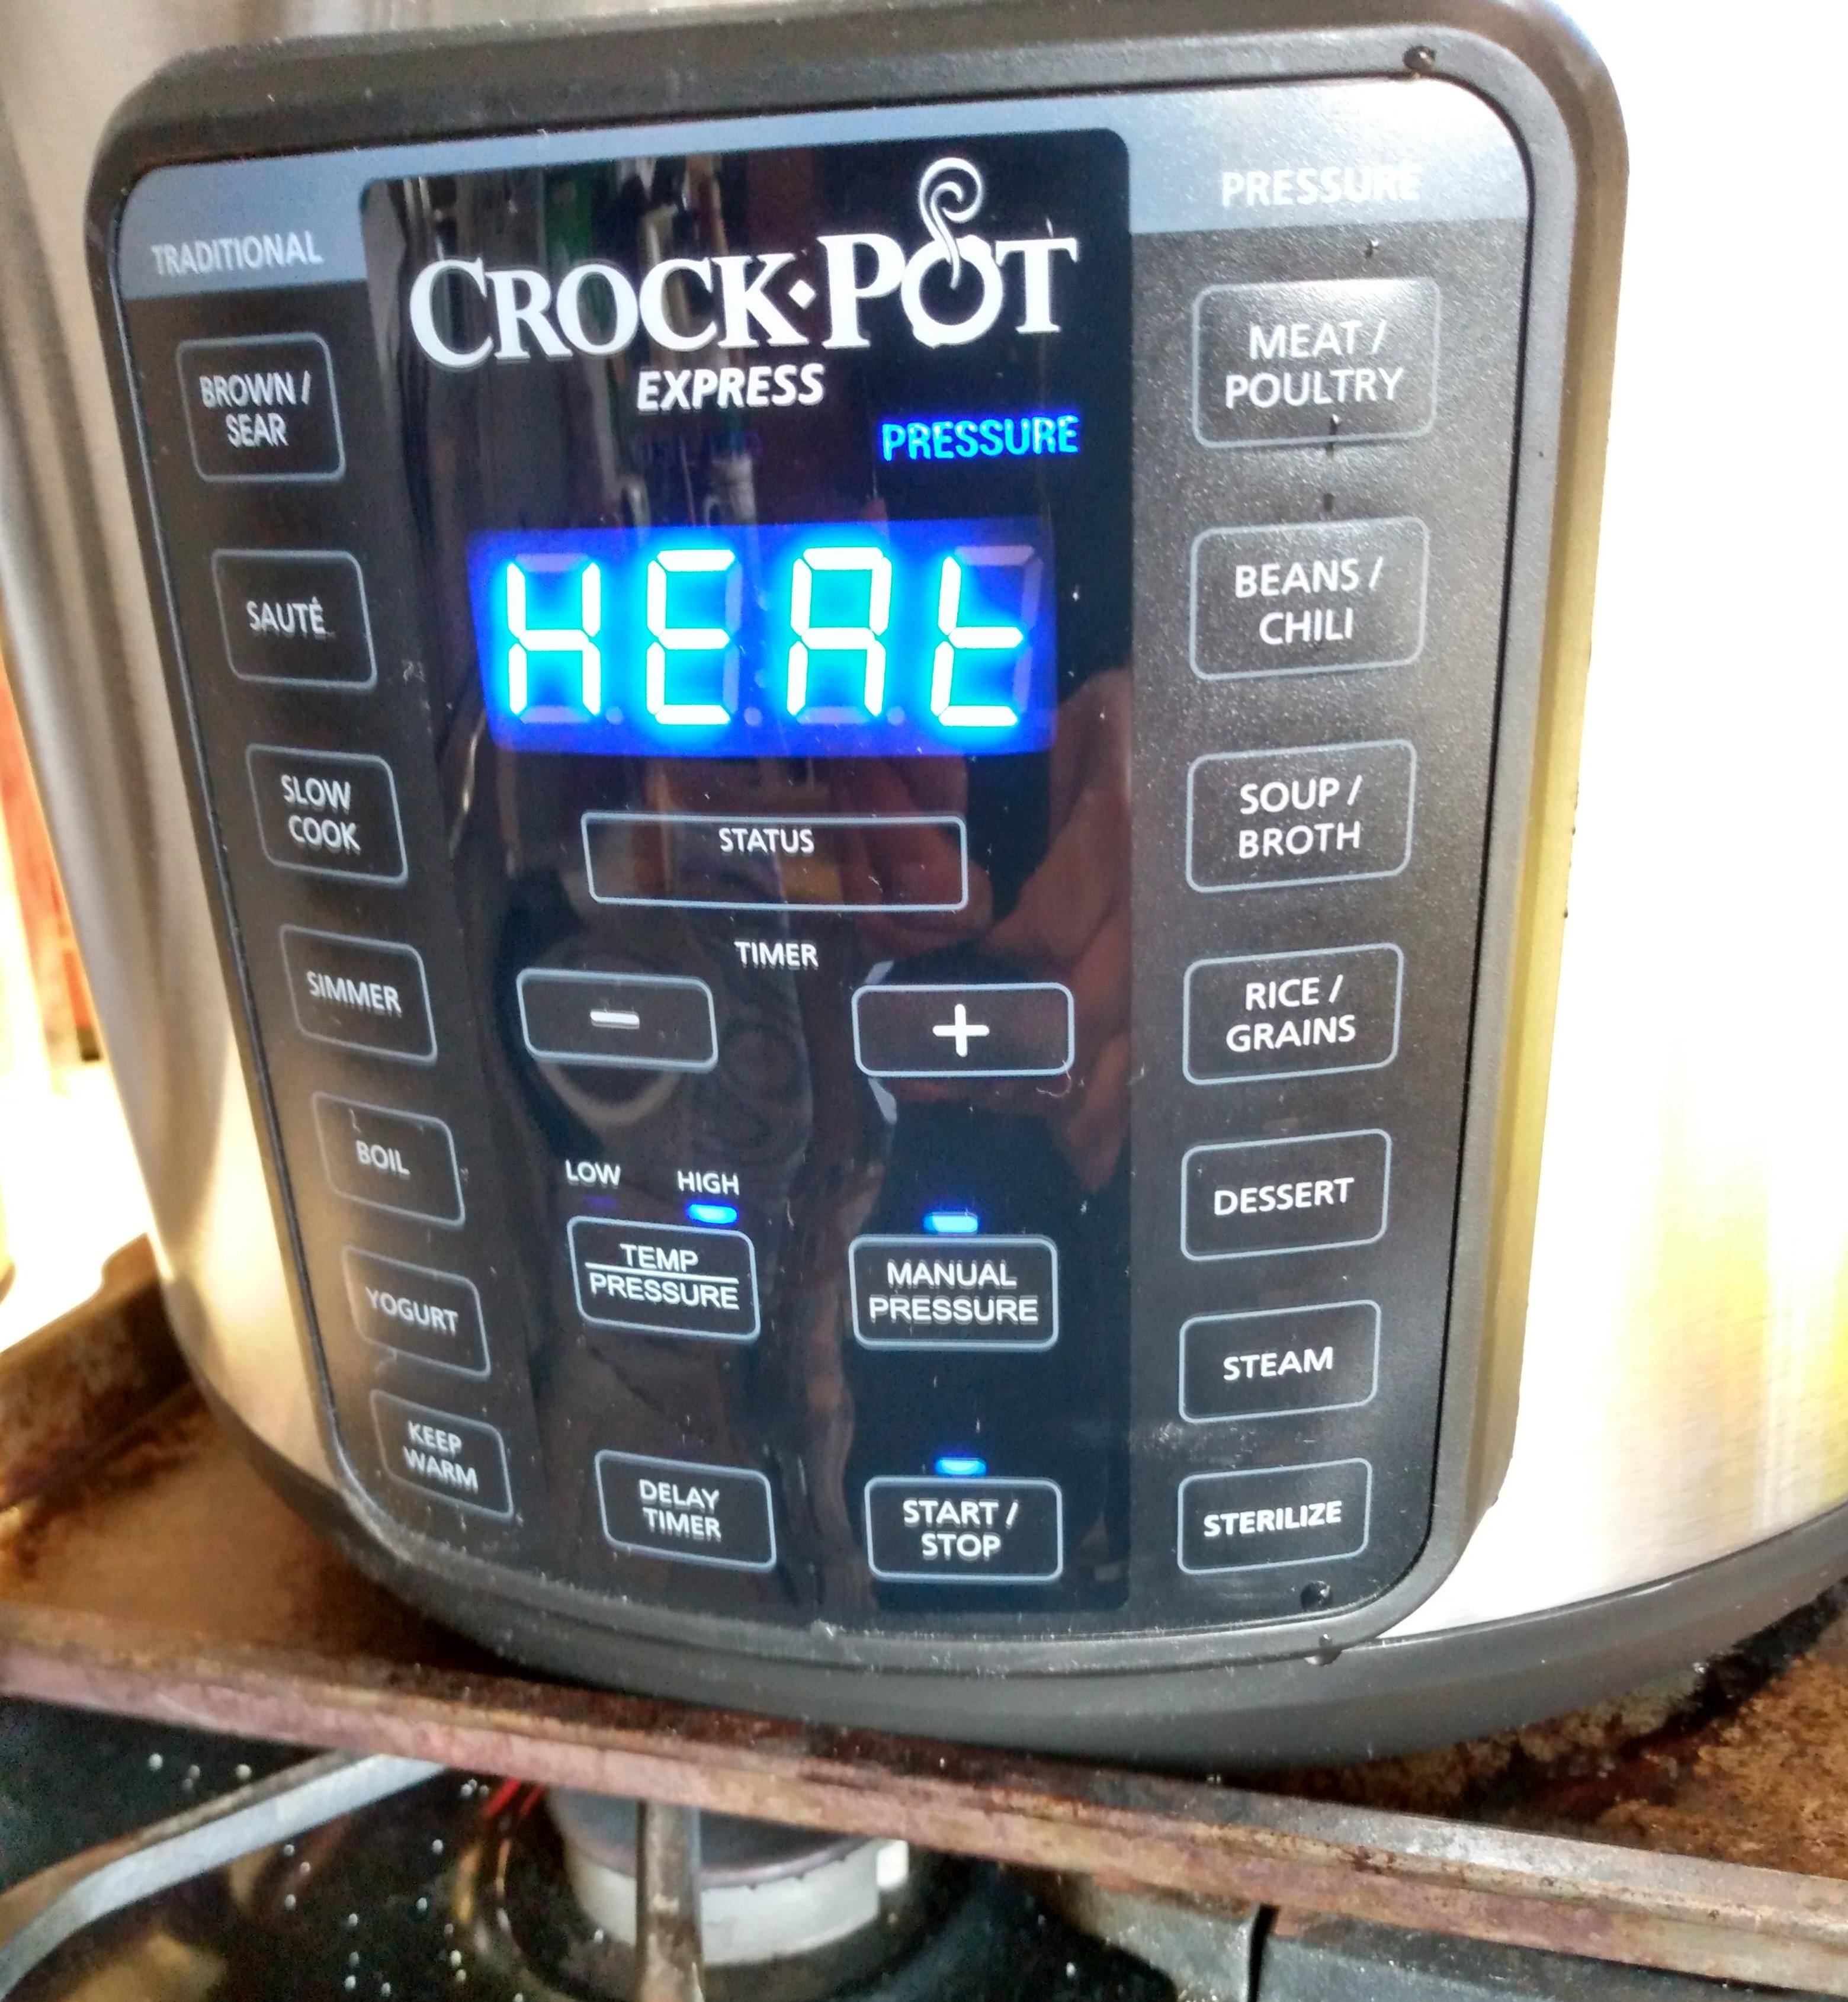 TRADITIONAL
BROWN /
SEAR
SAUTÉ
SLOW
COOK
SIMMER
BOIL
YOGURT
KEEP
WARM
CROCK·POT
EXPRESS
PRESSURE
HEAt
STATUS
TIMER
− +
LOW HIGH
TEMP
PRESSURE
MANUAL
PRESSURE
DELAY
TIMER
START /
STOP
PRESSURE
MEAT /
POULTRY
BEANS /
CHILI
SOUP /
BROTH
RICE /
GRAINS
DESSERT
STEAM
STERILIZE